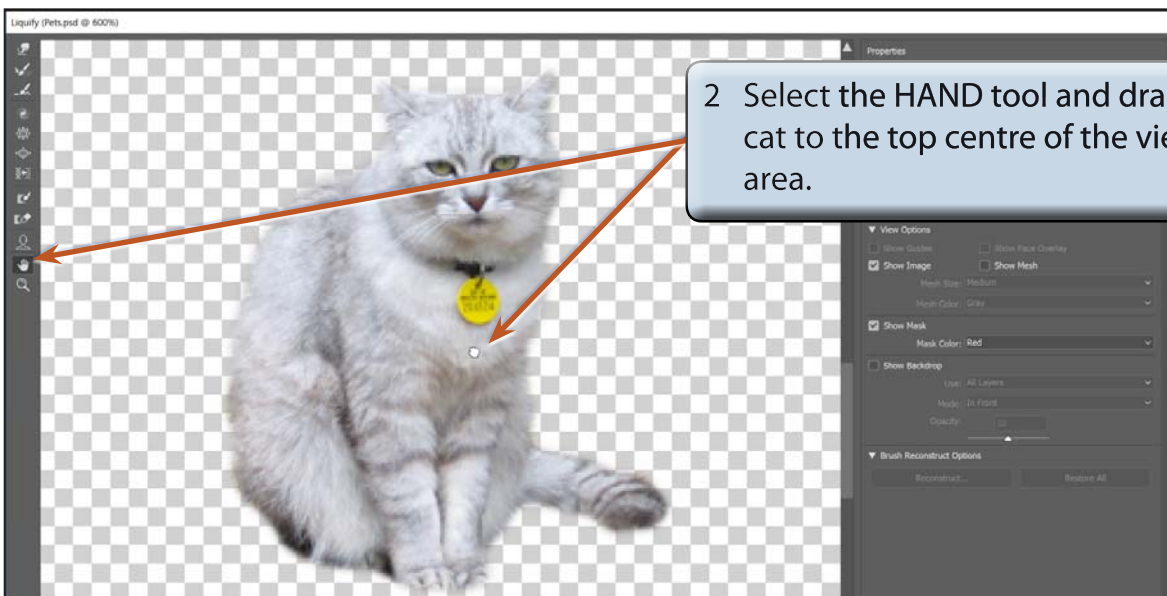 Liquify (Pets.psd @ 600%)
Properties
2 Select the HAND tool and dra
cat to the top centre of the vie
area.
View Options
Show Guides Show Face Overlay
Show Image Show Mesh
Mesh Size: Medium
Mesh Color: Gray
Show Mask
Mask Color: Red
Show Backdrop
Use: All Layers
Mode: In Front
Opacity:
Brush Reconstruct Options
Reconstruct... Restore All